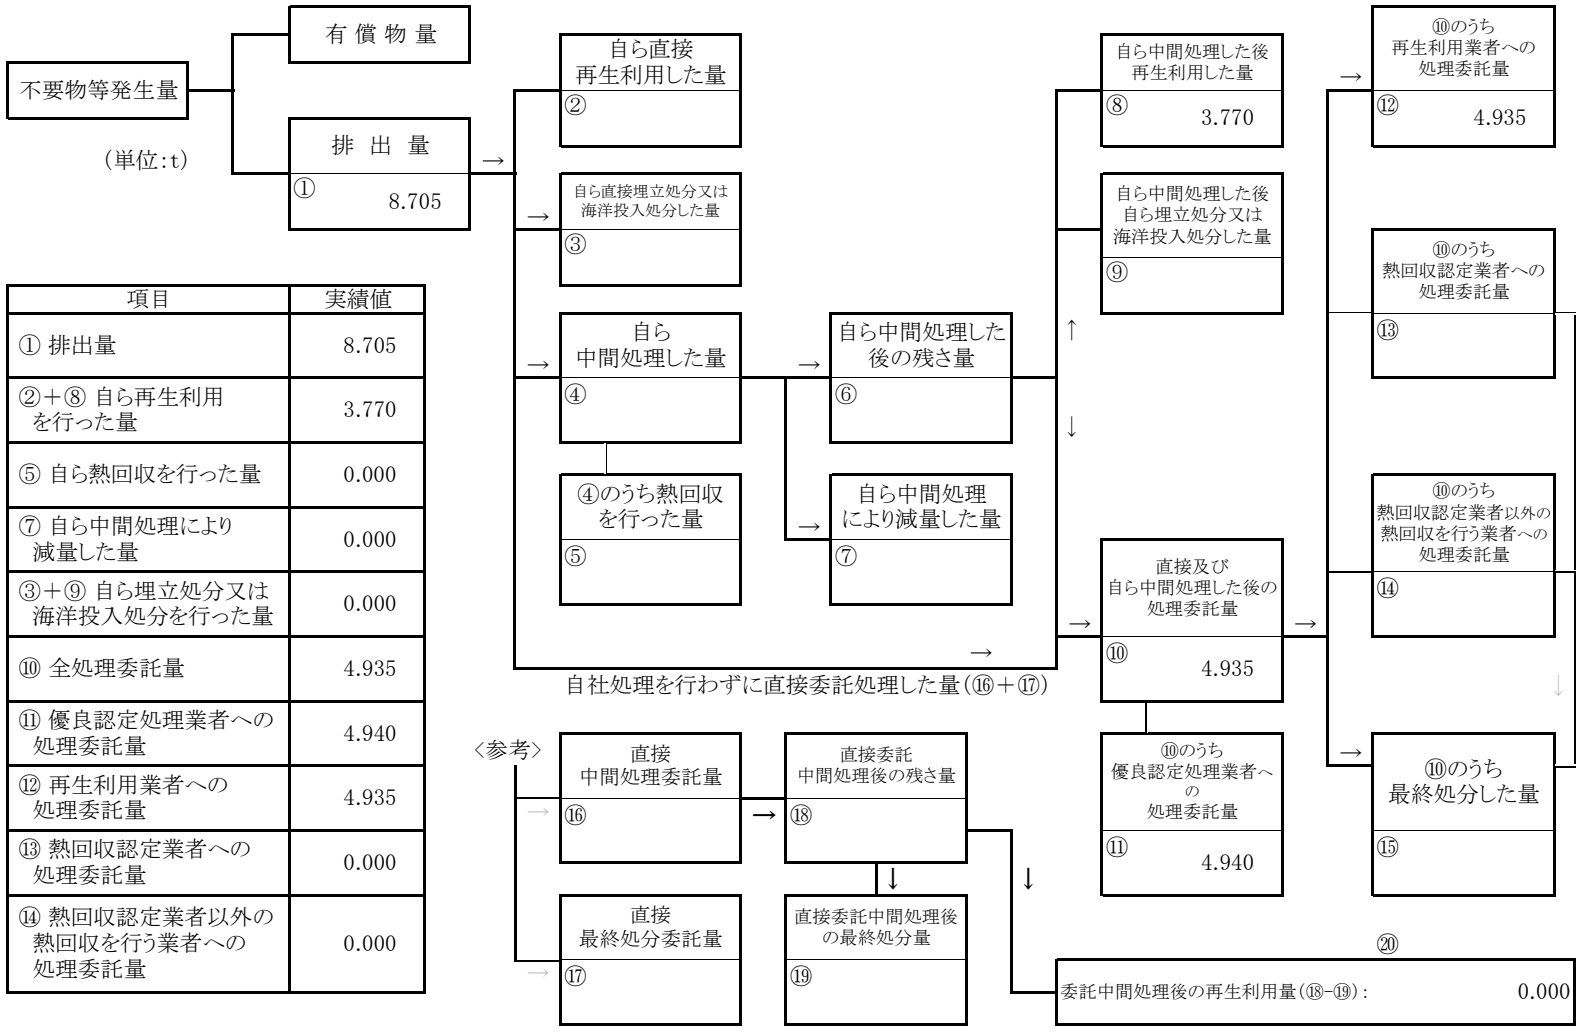 不要物等発生量
(単位:t)
有 償 物 量
排 出 量
①
8.705
→
自ら直接
再生利用した量
②
→
自ら直接埋立処分又は
海洋投入処分した量
③
→
自ら
中間処理した量
④
④のうち熱回収
を行った量
⑤
→
自ら中間処理した
後の残さ量
⑥
→
自ら中間処理
により減量した量
⑦
↑
↓
自ら中間処理した後
再生利用した量
⑧
3.770
自ら中間処理した後
自ら埋立処分又は
海洋投入処分した量
⑨
→
自社処理を行わずに直接委託処理した量(⑯+⑰)
→
直接及び
自ら中間処理した後の
処理委託量
⑩
4.935
→
⑩のうち
優良認定処理業者へ
の
処理委託量
⑪
4.940
→
⑩のうち
再生利用業者への
処理委託量
⑫
4.935
⑩のうち
熱回収認定業者への
処理委託量
⑬
⑩のうち
熱回収認定業者以外の
熱回収を行う業者への
処理委託量
⑭
↓
→
⑩のうち
最終処分した量
⑮
項目 実績値
① 排出量 8.705
②+⑧ 自ら再生利用
を行った量 3.770
⑤ 自ら熱回収を行った量 0.000
⑦ 自ら中間処理により
減量した量 0.000
③+⑨ 自ら埋立処分又は
海洋投入処分を行った量 0.000
⑩ 全処理委託量 4.935
⑪ 優良認定処理業者への
処理委託量 4.940
⑫ 再生利用業者への
処理委託量 4.935
⑬ 熱回収認定業者への
処理委託量 0.000
⑭ 熱回収認定業者以外の
熱回収を行う業者への
処理委託量 0.000
<参考>
→
直接
中間処理委託量
⑯
→
直接委託
中間処理後の残さ量
⑱
→
直接
最終処分委託量
⑰
↓
直接委託中間処理後
の最終処分量
⑲
↓
⑳
委託中間処理後の再生利用量(⑱-⑲): 0.000